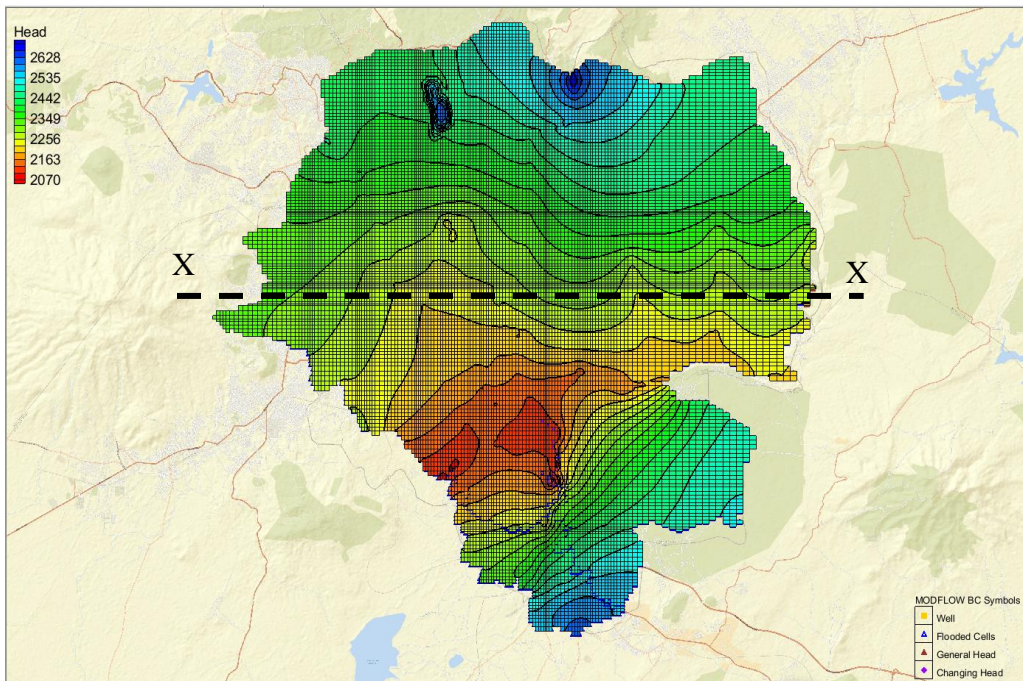 Head
2628
2535
2442
2349
2256
2163
2070
X
X
MODFLOW BC Symbols
Well
Flooded Cells
General Head
Changing Head